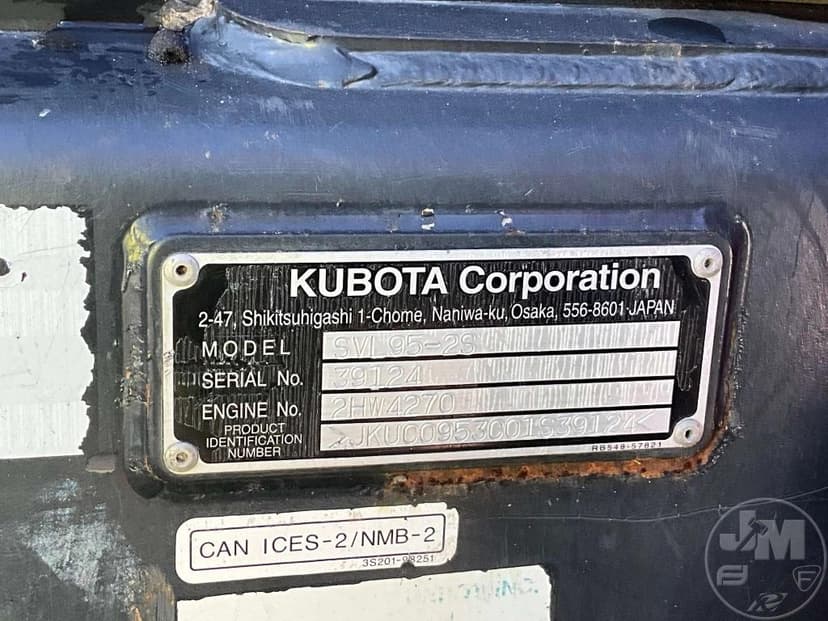 KUBOTA Corporation
2-47, Shikitsuhigashi 1-Chome, Naniwa-ku, Osaka, 556-8601 JAPAN
MODEL SVL95-2S
SERIAL No. 39124
ENGINE No. 2HW4270
PRODUCT IDENTIFICATION NUMBER JKUC0953C01S39124<
RB548-57821
CAN ICES-2/NMB-2
3S201-98251
JM